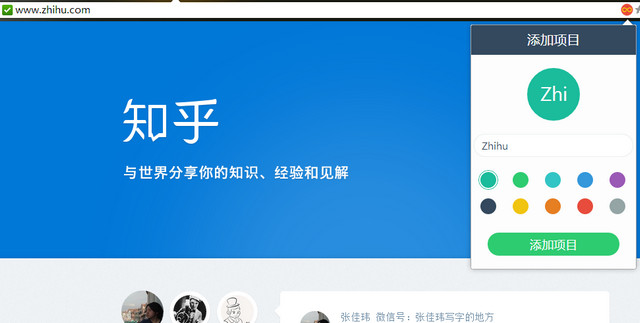 www.zhihu.com
添加项目
Zhi
Zhihu
添加项目
知乎
与世界分享你的知识、经验和见解
张佳玮 微信号：张佳玮写字的地方